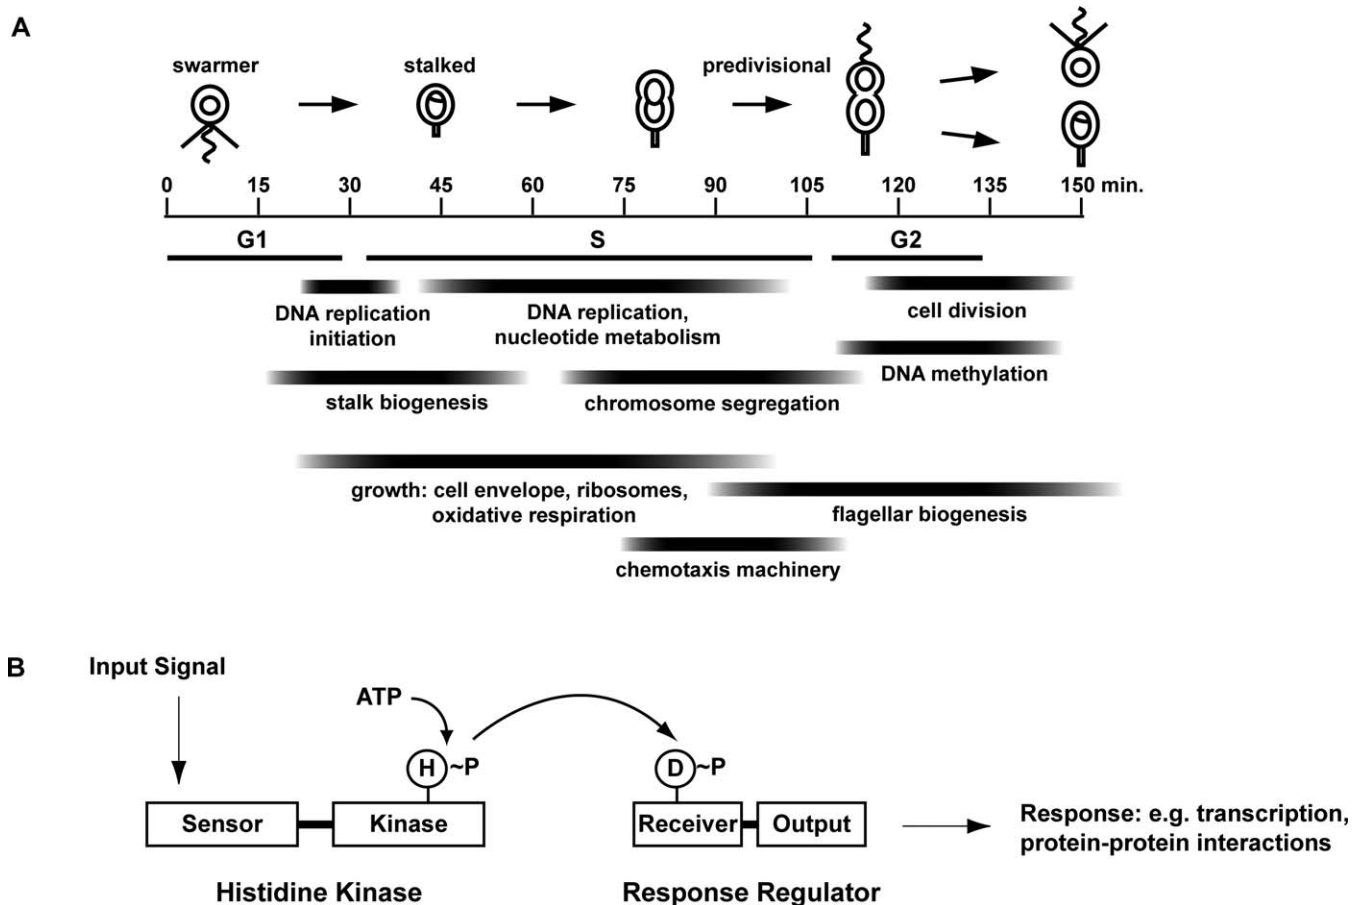 A
swarmer
stalked
predivisional
0 15 30 45 60 75 90 105 120 135 150 min.
G1 S G2
DNA replication
initiation
DNA replication,
nucleotide metabolism
cell division
DNA methylation
stalk biogenesis
chromosome segregation
growth: cell envelope, ribosomes,
oxidative respiration
flagellar biogenesis
chemotaxis machinery
B
Input Signal
ATP
H ~P
D ~P
Sensor
Kinase
Receiver
Output
Response: e.g. transcription,
protein-protein interactions
Histidine Kinase
Response Regulator